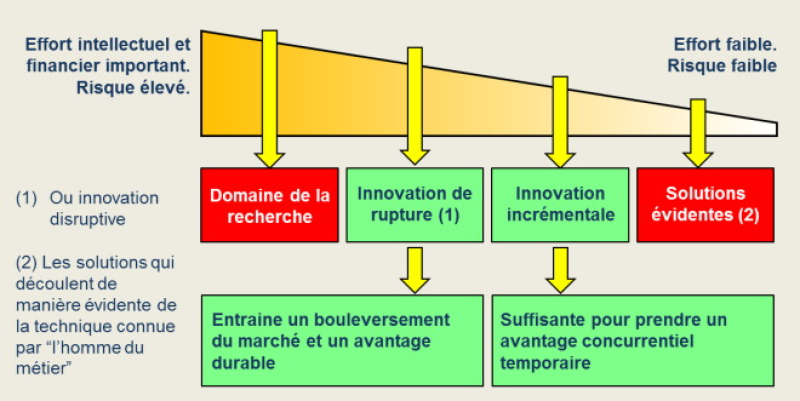 Effort intellectuel et
financier important.
Risque élevé.
Effort faible.
Risque faible
Domaine de la
recherche
Innovation de
rupture (1)
Innovation
incrémentale
Solutions
évidentes (2)
(1) Ou innovation
disruptive
(2) Les solutions qui
découlent de
manière évidente de
la technique connue
par “l’homme du
métier”
Entraine un bouleversement
du marché et un avantage
durable
Suffisante pour prendre un
avantage concurrentiel
temporaire